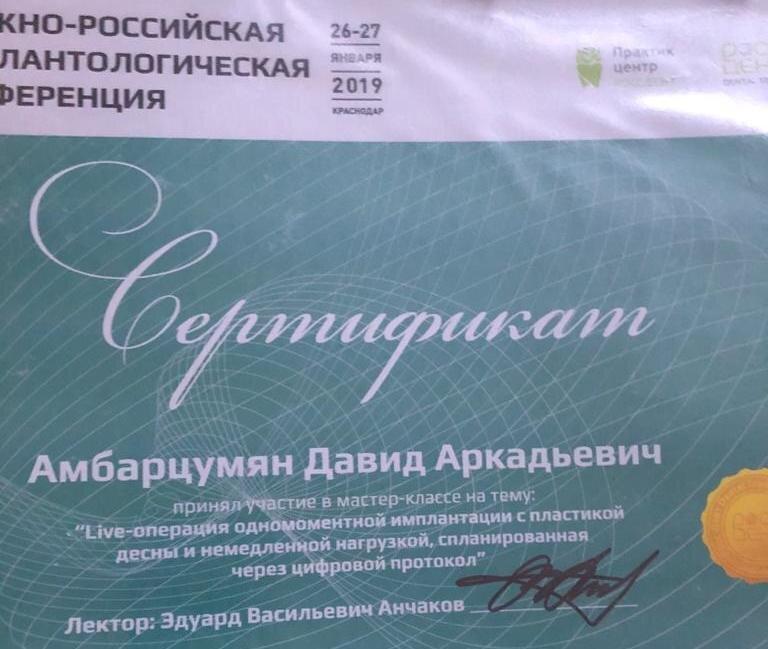 ЖНО-РОССИЙСКАЯ
ЛАНТОЛОГИЧЕСКАЯ
ФЕРЕНЦИЯ
26-27
ЯНВАРЯ
2019
КРАСНОДАР
Практик
центр
Сертификат
Амбарцумян Давид Аркадьевич
принял участие в мастер-классе на тему:
“Live-операция одномоментной имплантации с пластикой
десны и немедленной нагрузкой, спланированная
через цифровой протокол”
Лектор: Эдуард Васильевич Анчаков